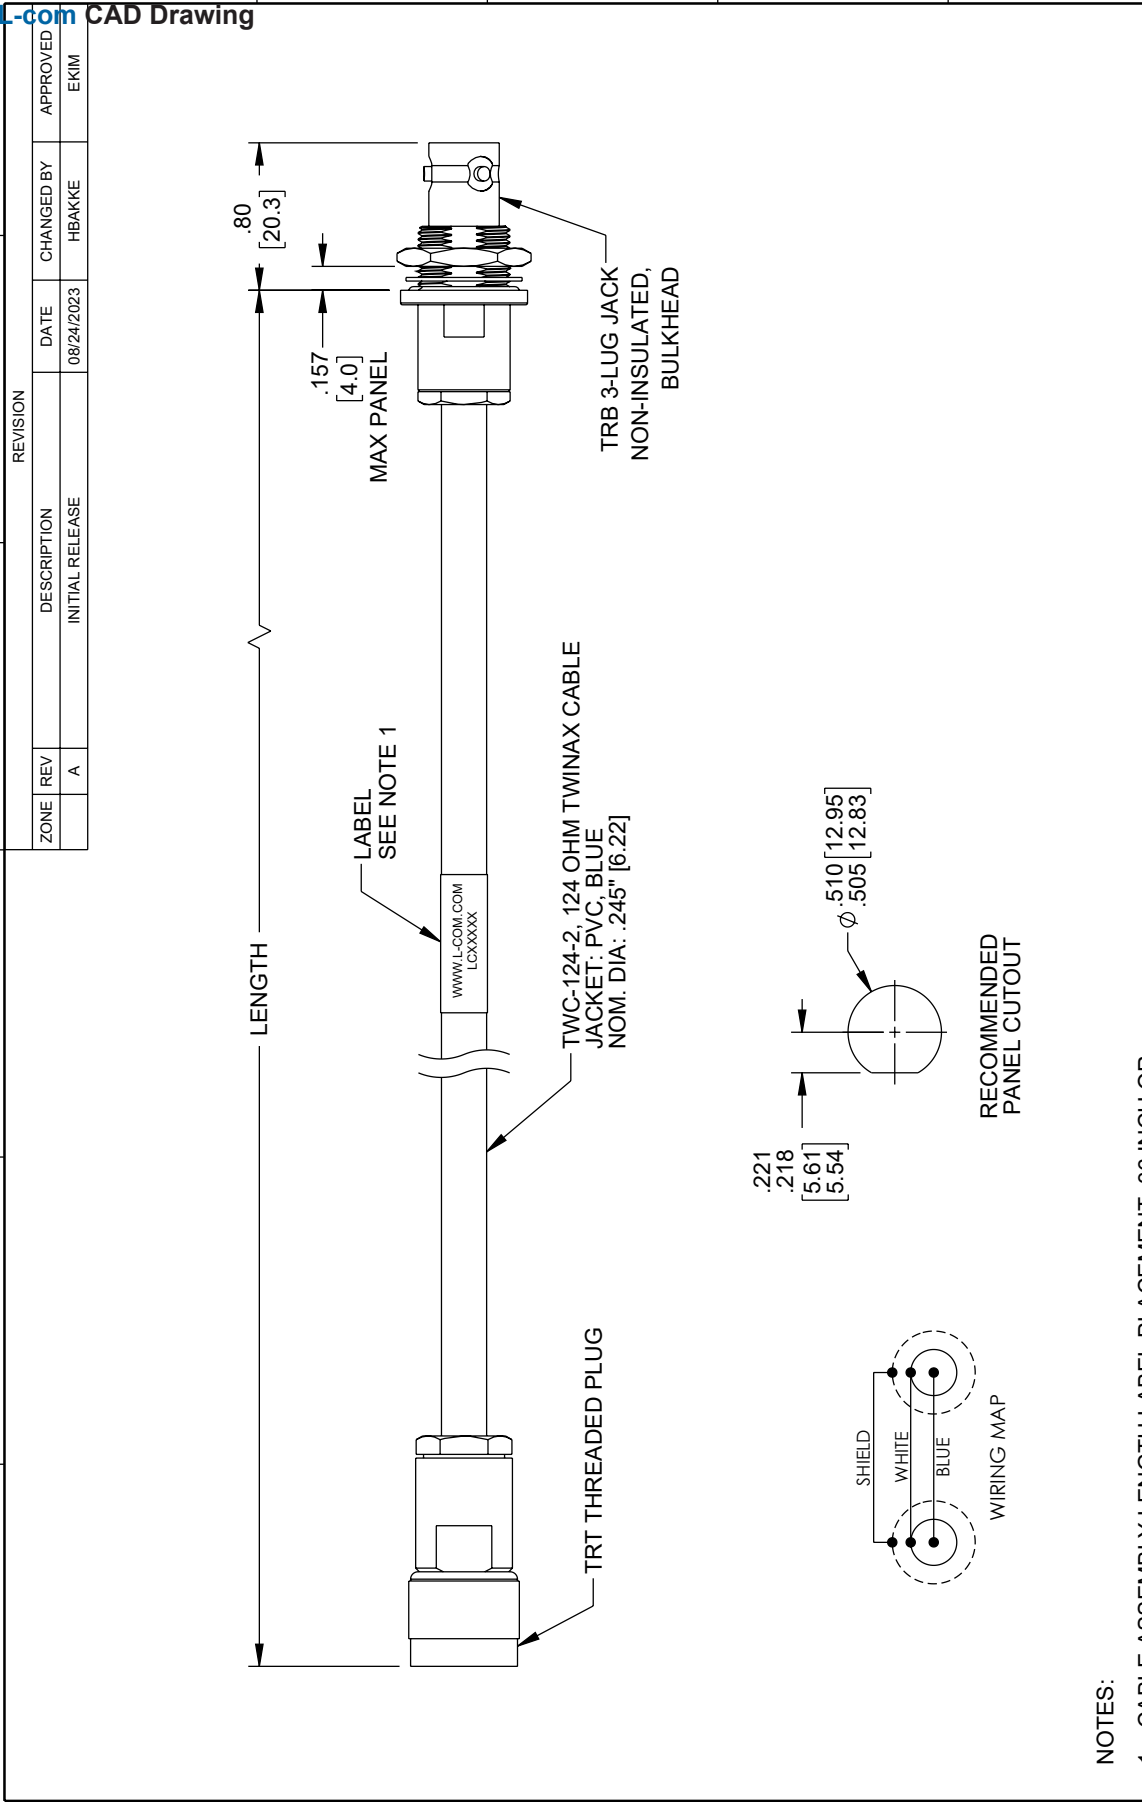 L-com CAD Drawing
REVISION
ZONE REV DESCRIPTION DATE CHANGED BY APPROVED
A INITIAL RELEASE 08/24/2023 HBAKKE EKIM
LENGTH
.80
[20.3]
.157
[4.0]
MAX PANEL
LABEL
SEE NOTE 1
WWW.L-COM.COM
LCXXXXX
TRT THREADED PLUG
TWC-124-2, 124 OHM TWINAX CABLE
JACKET: PVC, BLUE
NOM. DIA: .245" [6.22]
TRB 3-LUG JACK
NON-INSULATED,
BULKHEAD
SHIELD
WHITE
BLUE
WIRING MAP
.221
.218
[5.61]
[5.54]
Ø .510 [12.95]
.505 [12.83]
RECOMMENDED
PANEL CUTOUT
NOTES: